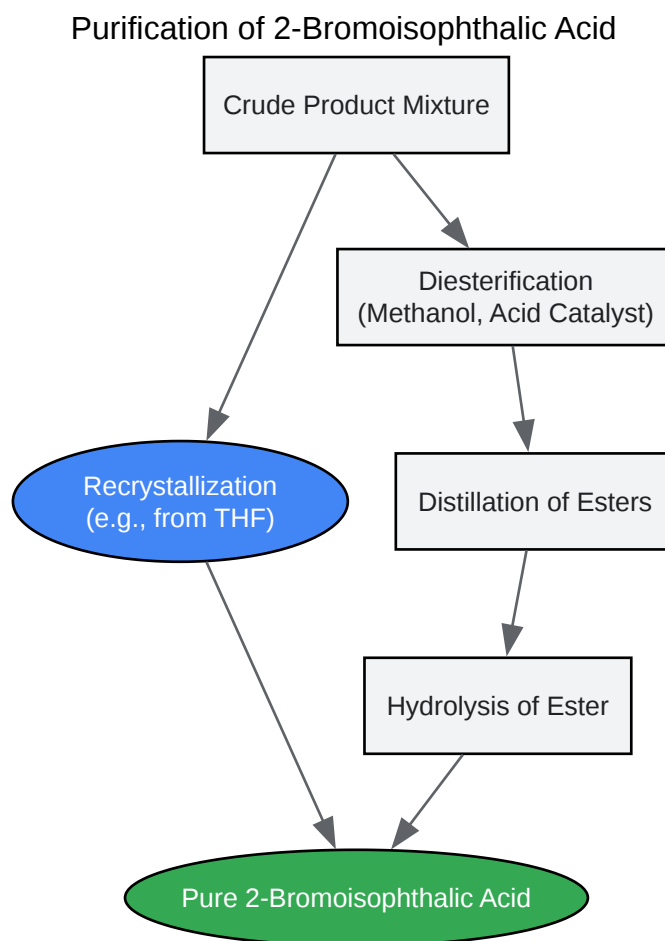 Purification of 2-Bromoisophthalic Acid
Crude Product Mixture
Diesterification
(Methanol, Acid Catalyst)
Recrystallization
(e.g., from THF)
Distillation of Esters
Hydrolysis of Ester
Pure 2-Bromoisophthalic Acid